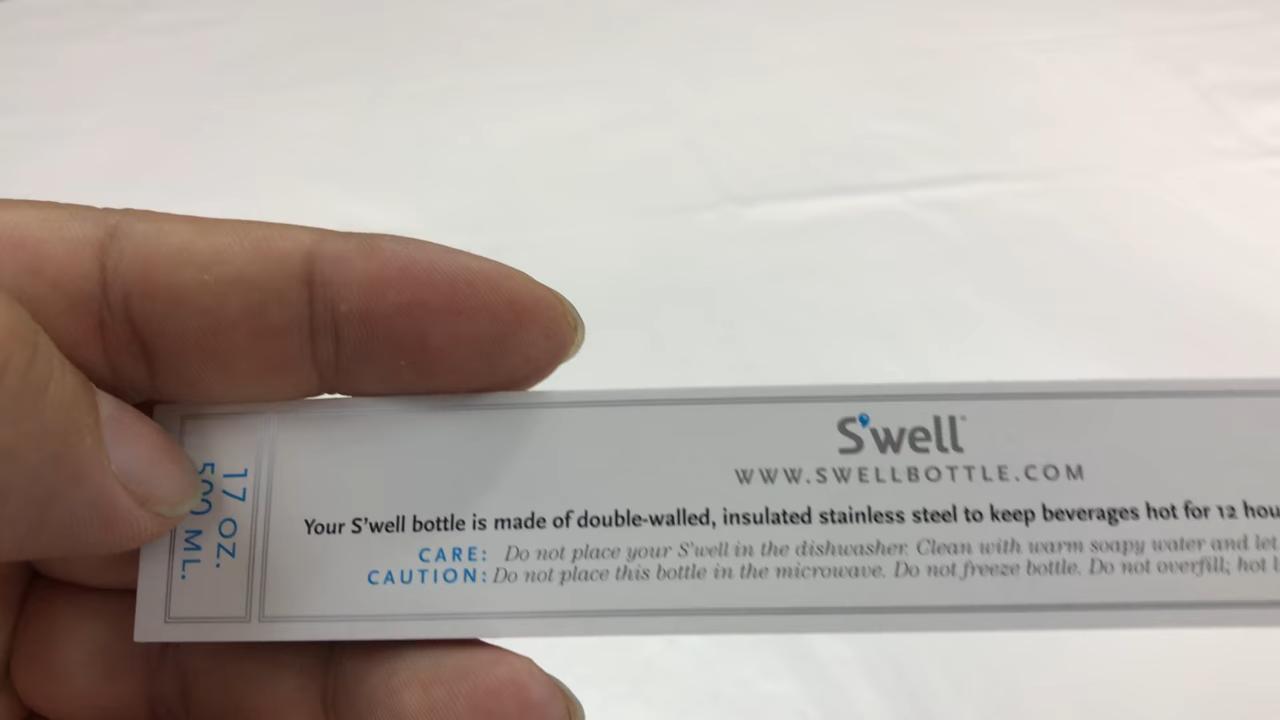 17 OZ.
500 ML.
S'well
WWW.SWELLBOTTLE.COM
Your S'well bottle is made of double-walled, insulated stainless steel to keep beverages hot for 12 hou
CARE: Do not place your S'well in the dishwasher. Clean with warm soapy water and let
CAUTION: Do not place this bottle in the microwave. Do not freeze bottle. Do not overfill; hot